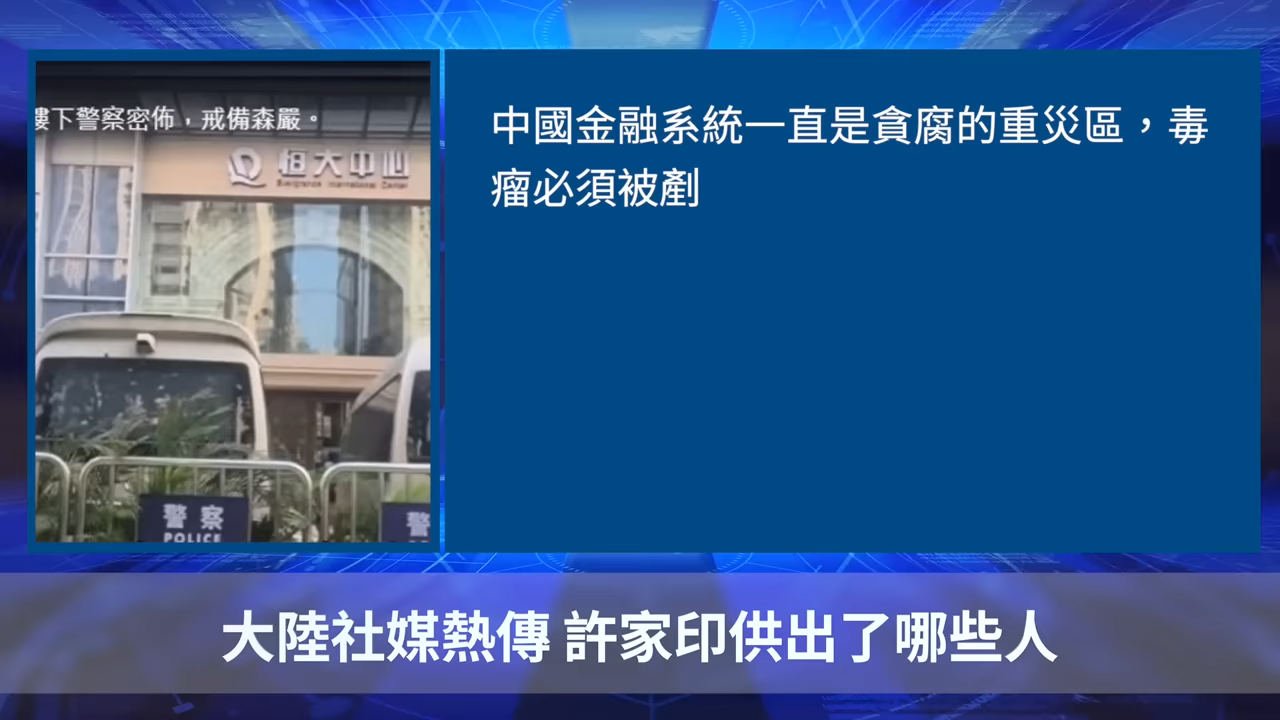 樓下警察密佈，戒備森嚴。
恒大中心
Evergrande International Center
警察
POLICE
警
中國金融系統一直是貪腐的重災區，毒
瘤必須被剷
大陸社媒熱傳 許家印供出了哪些人